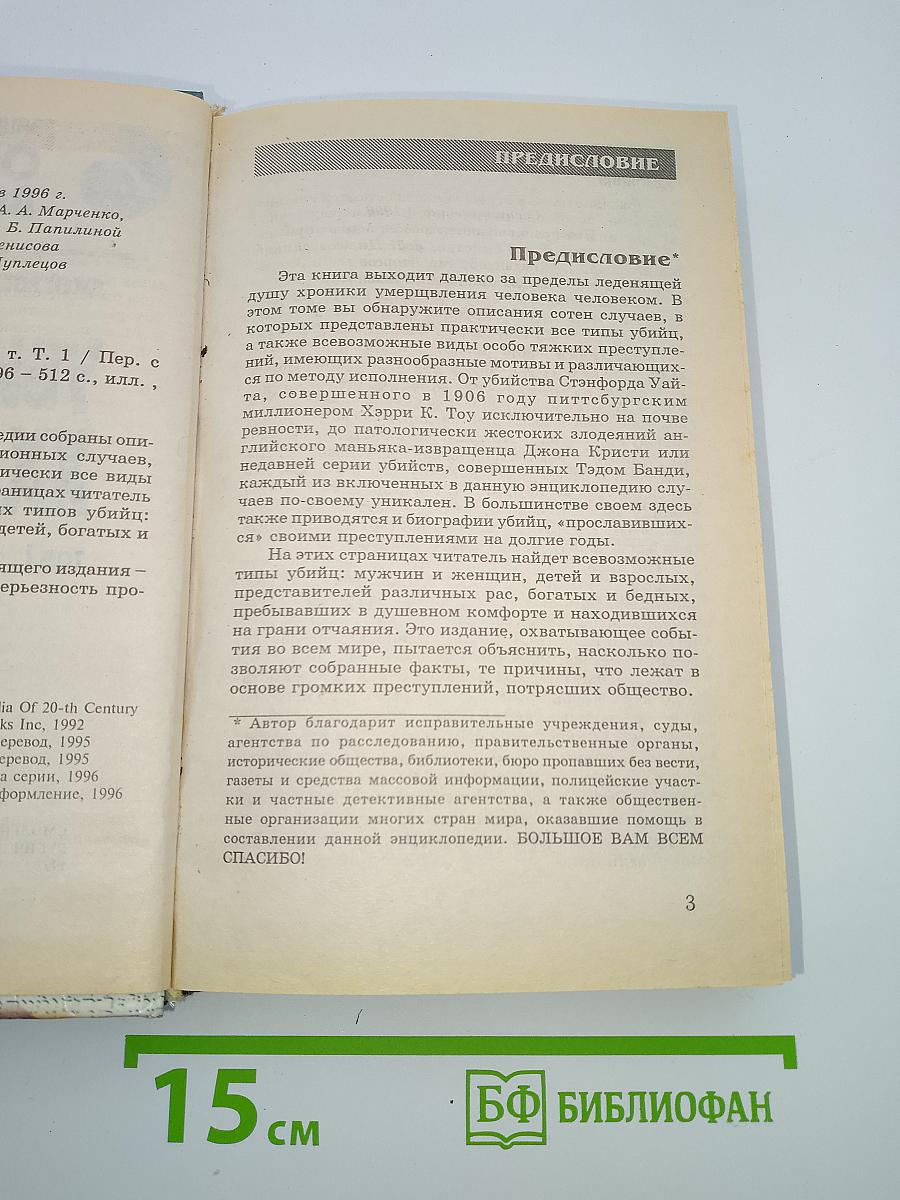 в 1996 г.
А. А. Марченко,
Б. Папилиной
енисова
уплецов
т. Т. 1 / Пер. с
96 – 512 с., илл. ,
едии собраны опи-
ионных случаев,
ически все виды
раницах читатель
их типов убийц:
детей, богатых и
ящего издания –
ерьезность про-
ia Of 20-th Century
ks Inc, 1992
еревод, 1995
еревод, 1995
а серии, 1996
формление, 1996
ПРЕДИСЛОВИЕ
Предисловие*
Эта книга выходит далеко за пределы леденящей
душу хроники умерщвления человека человеком. В
этом томе вы обнаружите описания сотен случаев, в
которых представлены практически все типы убийц,
а также всевозможные виды особо тяжких преступле-
ний, имеющих разнообразные мотивы и различающих-
ся по методу исполнения. От убийства Стэнфорда Уай-
та, совершенного в 1906 году питтсбургским
миллионером Хэрри К. Тоу исключительно на почве
ревности, до патологически жестоких злодеяний ан-
глийского маньяка-извращенца Джона Кристи или
недавней серии убийств, совершенных Тэдом Банди,
каждый из включенных в данную энциклопедию слу-
чаев по-своему уникален. В большинстве своем здесь
также приводятся и биографии убийц, «прославивших-
ся» своими преступлениями на долгие годы.
На этих страницах читатель найдет всевозможные
типы убийц: мужчин и женщин, детей и взрослых,
представителей различных рас, богатых и бедных,
пребывавших в душевном комфорте и находившихся
на грани отчаяния. Это издание, охватывающее собы-
тия во всем мире, пытается объяснить, насколько по-
зволяют собранные факты, те причины, что лежат в
основе громких преступлений, потрясших общество.
* Автор благодарит исправительные учреждения, суды,
агентства по расследованию, правительственные органы,
исторические общества, библиотеки, бюро пропавших без вести,
газеты и средства массовой информации, полицейские участ-
ки и частные детективные агентства, а также обществен-
ные организации многих стран мира, оказавшие помощь в
составлении данной энциклопедии. БОЛЬШОЕ ВАМ ВСЕМ
СПАСИБО!
3
15 см
БФ БИБЛИОФАН